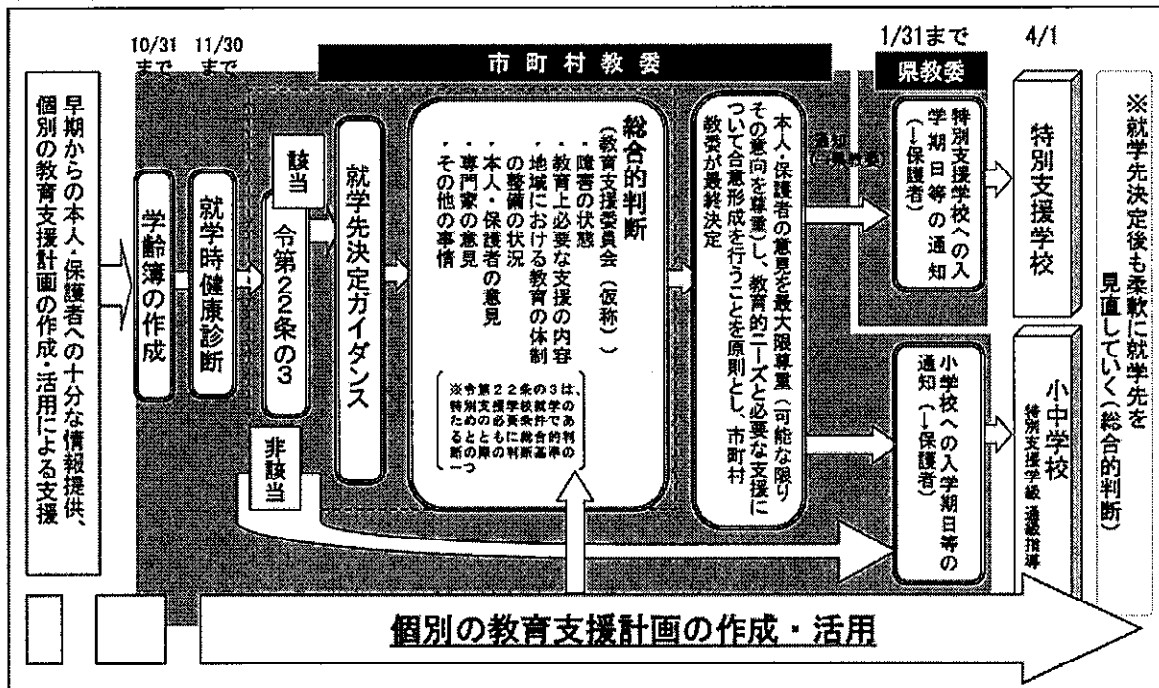 10/31
まで
11/30
まで
市町村教委
1/31まで
県教委
4/1
早期からの本人・保護者への十分な情報提供、
個別の教育支援計画の作成・活用による支援
学齢簿の作成
就学時健康診断
該当
令第22条の3
非該当
就学先決定ガイダンス
総合的判断
(教育支援委員会(仮称))
・障害の状態
・教育上必要な支援の内容
・地域における教育の体制
の整備の状況
・本人・保護者の意見
・専門家の意見
・その他の事情
※令第22条の3は、
特別支援学校就学の
ための必要条件であ
るとともに総合的判
断の際の判断基準の
一つ
本人・保護者の意見を最大限尊重(可能な限り
その意向を尊重)し、教育的ニーズと必要な支援に
ついて合意形成を行うことを原則とし、市町村
教委が最終決定
通知
(→県教委)
特別支援学校への入
学期日等の通知
(→保護者)
小学校への入学期日等の
通知(→保護者)
特別支援学校
小中学校
特別支援学級 通級指導
※就学先決定後も柔軟に就学先を
見直していく(総合的判断)
個別の教育支援計画の作成・活用